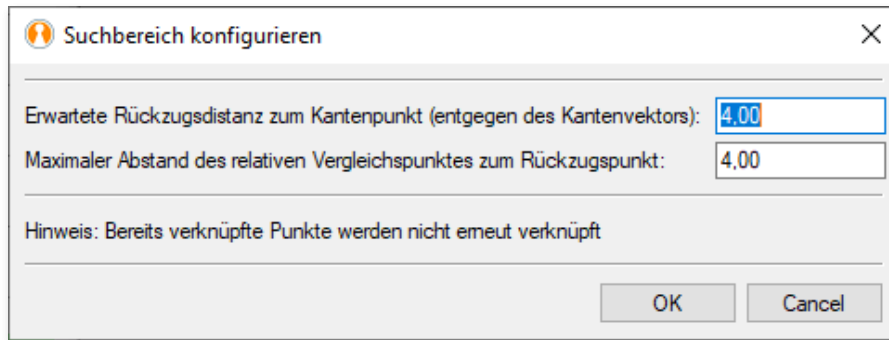 Suchbereich konfigurieren
Erwartete Rückzugsdistanz zum Kantenpunkt (entgegen des Kantenvektors): 4,00
Maximaler Abstand des relativen Vergleichspunktes zum Rückzugspunkt: 4,00
Hinweis: Bereits verknüpfte Punkte werden nicht erneut verknüpft
OK Cancel